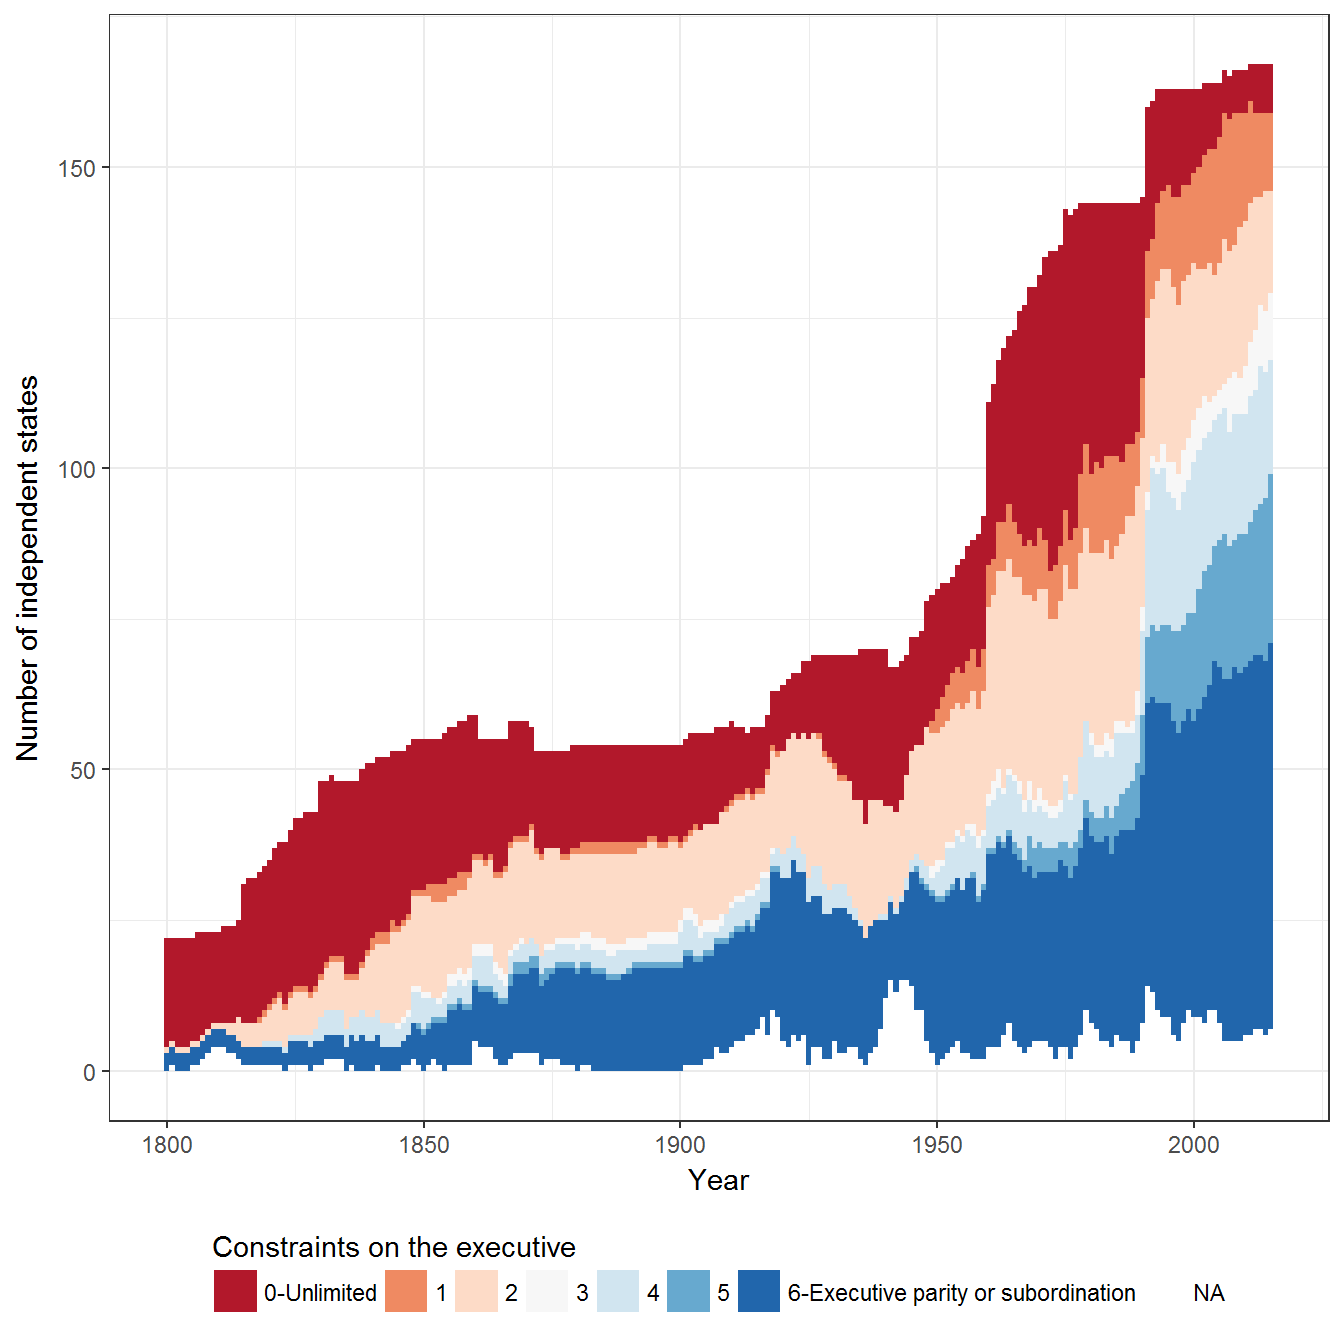 Number of independent states
150
100
50
0
1800 1850 1900 1950 2000
Year
Constraints on the executive
0-Unlimited 1 2 3 4 5 6-Executive parity or subordination NA